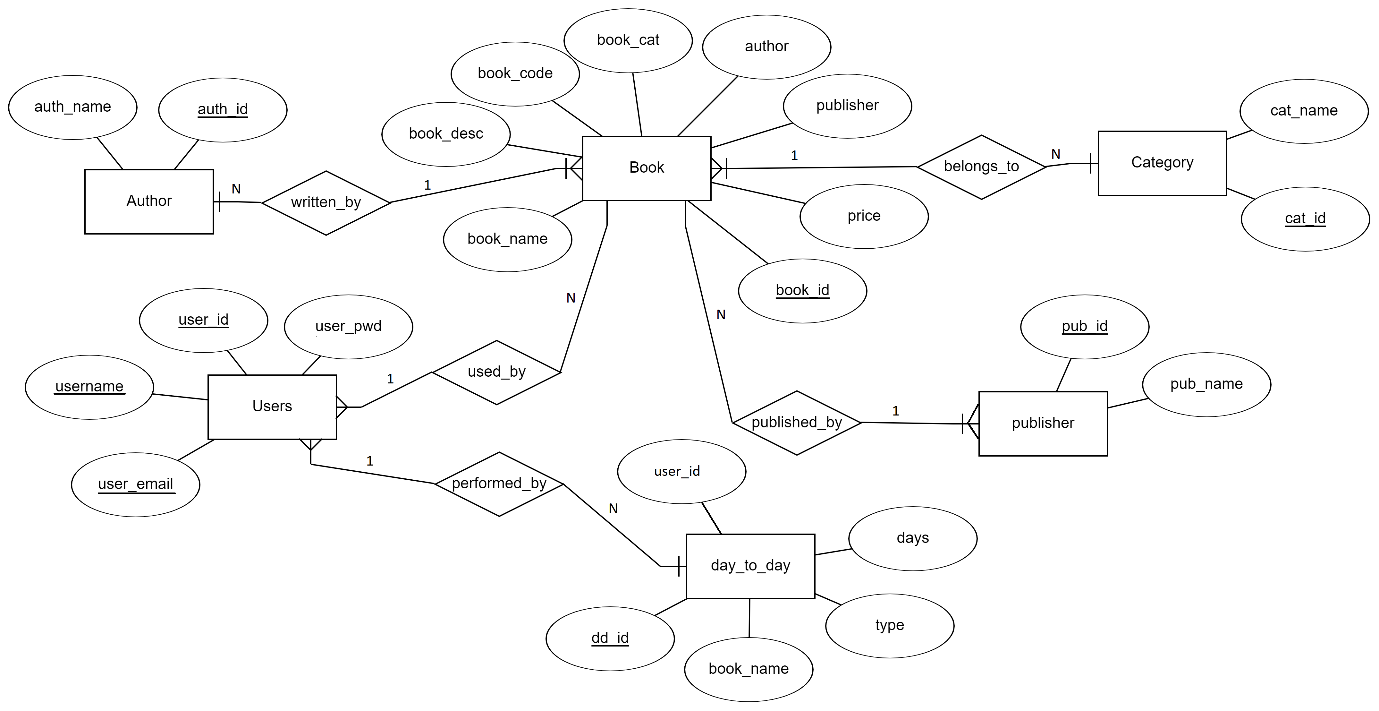 book_cat
author
book_code
auth_name
auth_id
publisher
cat_name
book_desc
Book
1
belongs_to
N
Category
Author
N
written_by
1
price
cat_id
book_name
book_id
N
N
user_id
user_pwd
pub_id
username
Users
1
used_by
pub_name
published_by
1
publisher
user_email
1
performed_by
user_id
N
days
day_to_day
type
dd_id
book_name